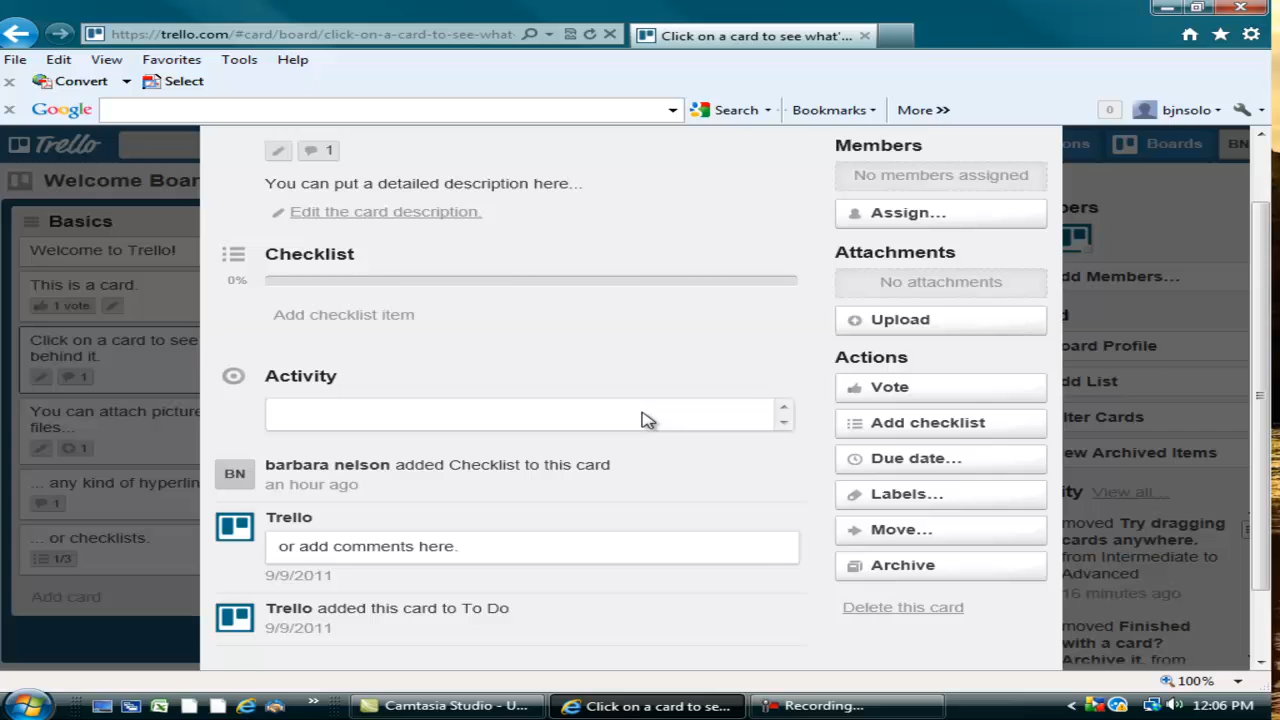 https://trello.com/#card/board/click-on-a-card-to-see-what-
Click on a card to see what'...
File Edit View Favorites Tools Help
Convert Select
Google Search Bookmarks More >> 0 bjnsolo
Trello Boards BN
Welcome Boar
Basics
Welcome to Trello!
This is a card.
1 vote
Click on a card to see
behind it.
1
You can attach picture
files...
1
... any kind of hyperlin
1
... or checklists.
1/3
Add card
1
You can put a detailed description here...
Edit the card description.
Checklist
0%
Add checklist item
Activity
BN
barbara nelson added Checklist to this card
an hour ago
Trello
or add comments here.
9/9/2011
Trello added this card to To Do
9/9/2011
Members
No members assigned
Assign...
Attachments
No attachments
Upload
Actions
Vote
Add checklist
Due date...
Labels...
Move...
Archive
Delete this card
ons
bers
dd Members...
d
oard Profile
dd List
lter Cards
ew Archived Items
ity View all...
moved Try dragging
cards anywhere.
from Intermediate to
Advanced
16 minutes ago
moved Finished
with a card?
Archive it. from
100%
Camtasia Studio - U...
Click on a card to se...
Recording...
12:06 PM